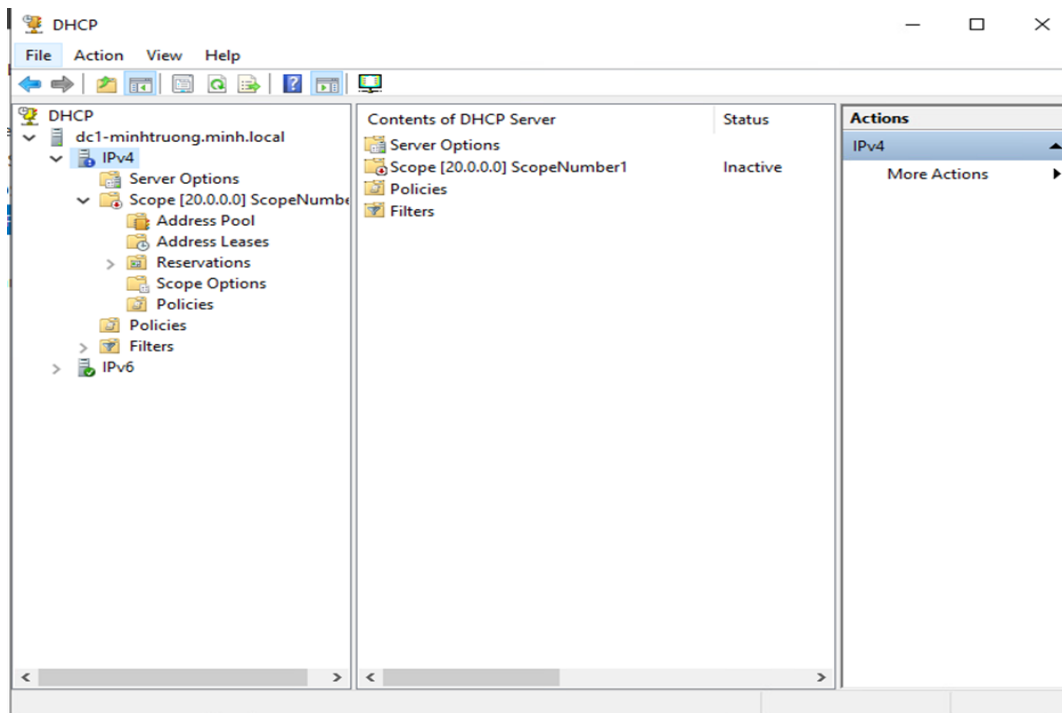 DHCP
File Action View Help
DHCP
dc1-minhtruong.minh.local
IPv4
Server Options
Scope [20.0.0.0] ScopeNumbe
Address Pool
Address Leases
Reservations
Scope Options
Policies
Policies
Filters
IPv6
Contents of DHCP Server Status
Server Options
Scope [20.0.0.0] ScopeNumber1 Inactive
Policies
Filters
Actions
IPv4
More Actions